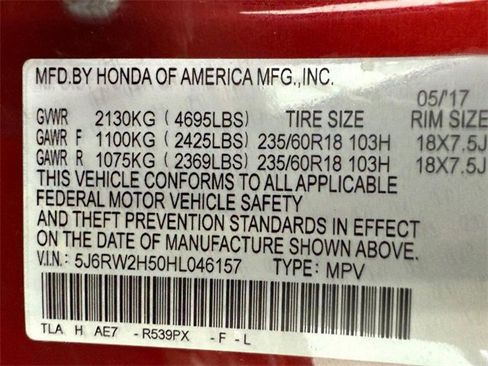 MFD.BY HONDA OF AMERICA MFG.,INC.
05/'17
GVWR 2130KG ( 4695LBS ) TIRE SIZE RIM SIZE
GAWR F 1100KG ( 2425LBS ) 235/60R18 103H 18X7.5J
GAWR R 1075KG ( 2369LBS ) 235/60R18 103H 18X7.5J
THIS VEHICLE CONFORMS TO ALL APPLICABLE
FEDERAL MOTOR VEHICLE SAFETY
AND THEFT PREVENTION STANDARDS IN EFFECT
ON THE DATE OF MANUFACTURE SHOWN ABOVE.
V.I.N.: 5J6RW2H50HL046157 TYPE: MPV
TLA H AE7 - R539PX - F - L